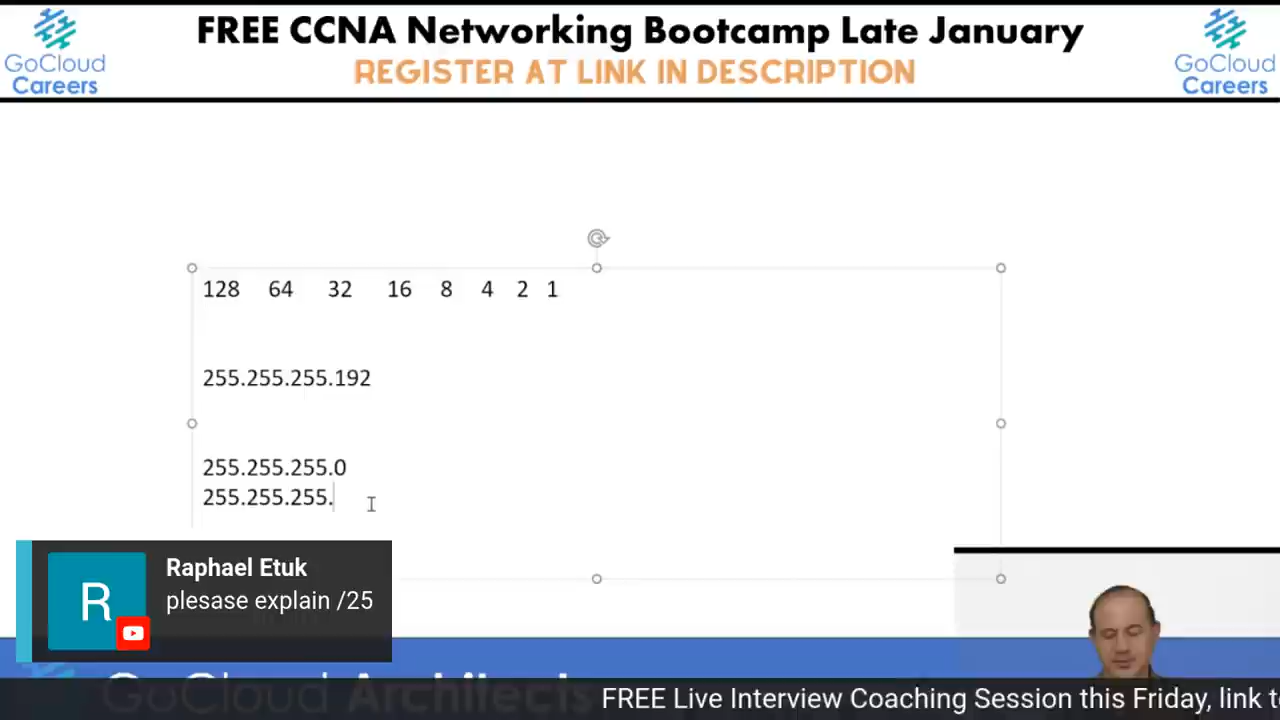 FREE CCNA Networking Bootcamp Late January
REGISTER AT LINK IN DESCRIPTION
GoCloud
Careers
GoCloud
Careers
128 64 32 16 8 4 2 1
255.255.255.192
255.255.255.0
255.255.255.
R
Raphael Etuk
plesase explain /25
GoCloud Architect
FREE Live Interview Coaching Session this Friday, link t